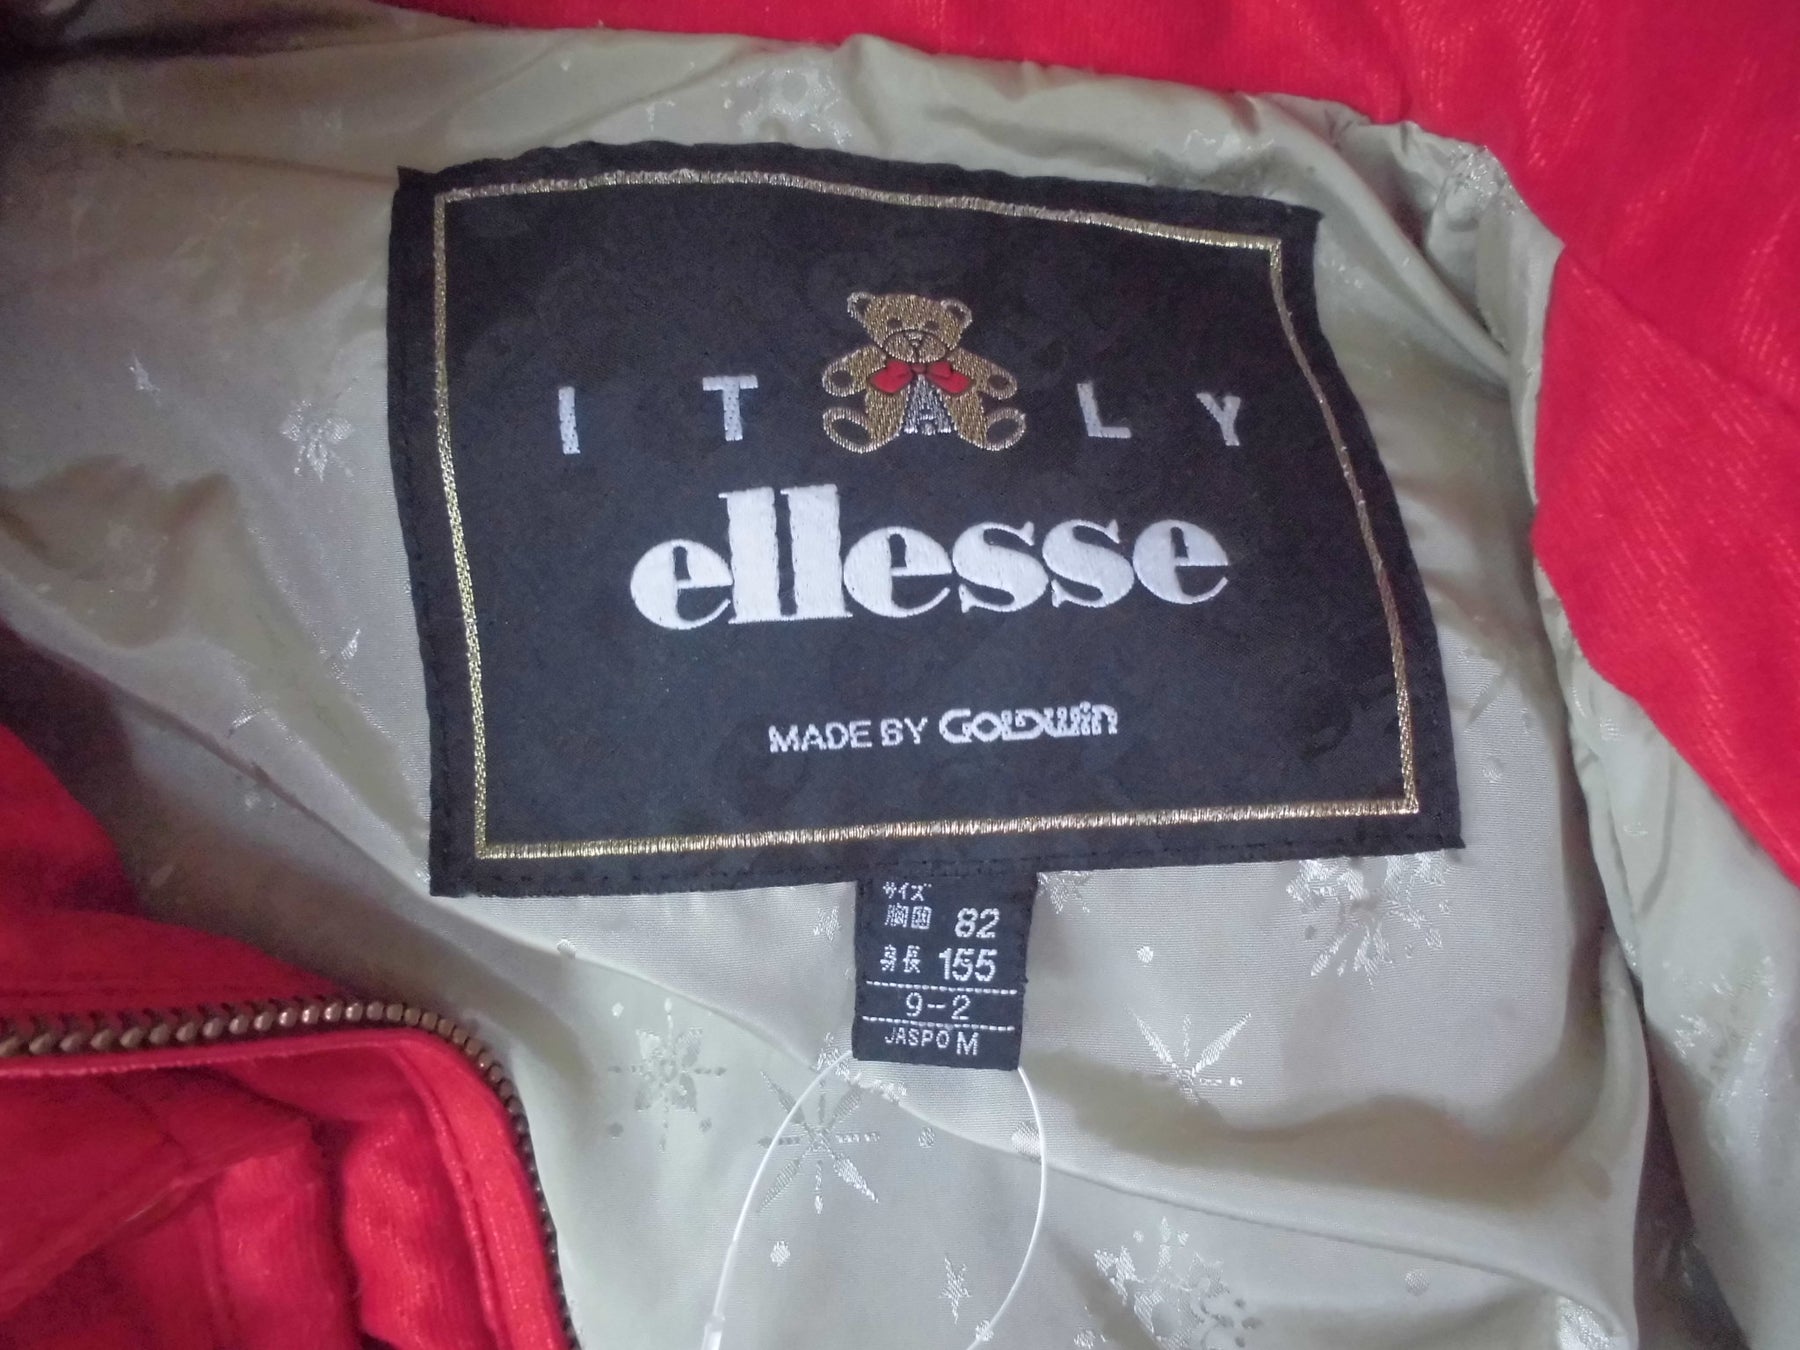 ITALY
ellesse
MADE BY GOLDWin
サイズ
胸囲 82
身長 155
9-2
JASPO M